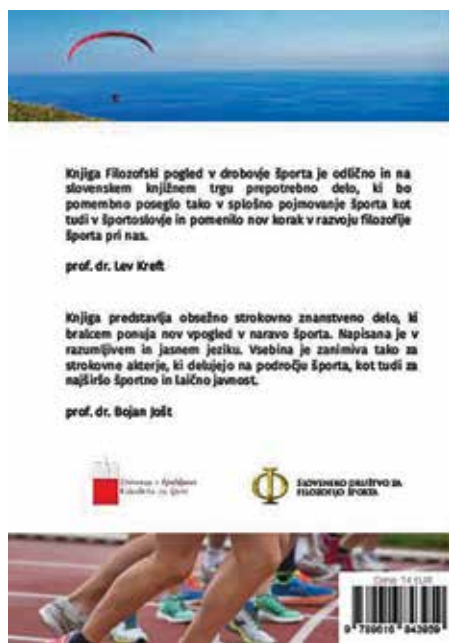 Knjiga Filozofski pogled v drobovje športa je odlično in na
slovenskem knjižnem trgu prepotrebno delo, ki bo
pomembno poseglo tako v splošno pojmovanje športa kot
tudi v športoslovje in pomenilo nov korak v razvoju filozofije
športa pri nas.
prof. dr. Lev Kreft
Knjiga predstavlja obsežno strokovno znanstveno delo, ki
bralcem ponuja nov vpogled v naravo športa. Napisana je v
razumljivem in jasnem jeziku. Vsebina je zanimiva tako za
strokovne akterje, ki delujejo na področju športa, kot tudi za
najširšo športno in laično javnost.
prof. dr. Bojan Jošt
Univerza v Ljubljani
Fakulteta za šport
SLOVENSKO DRUŠTVO ZA
FILOZOFIJO ŠPORTA
Cena: 14 EUR